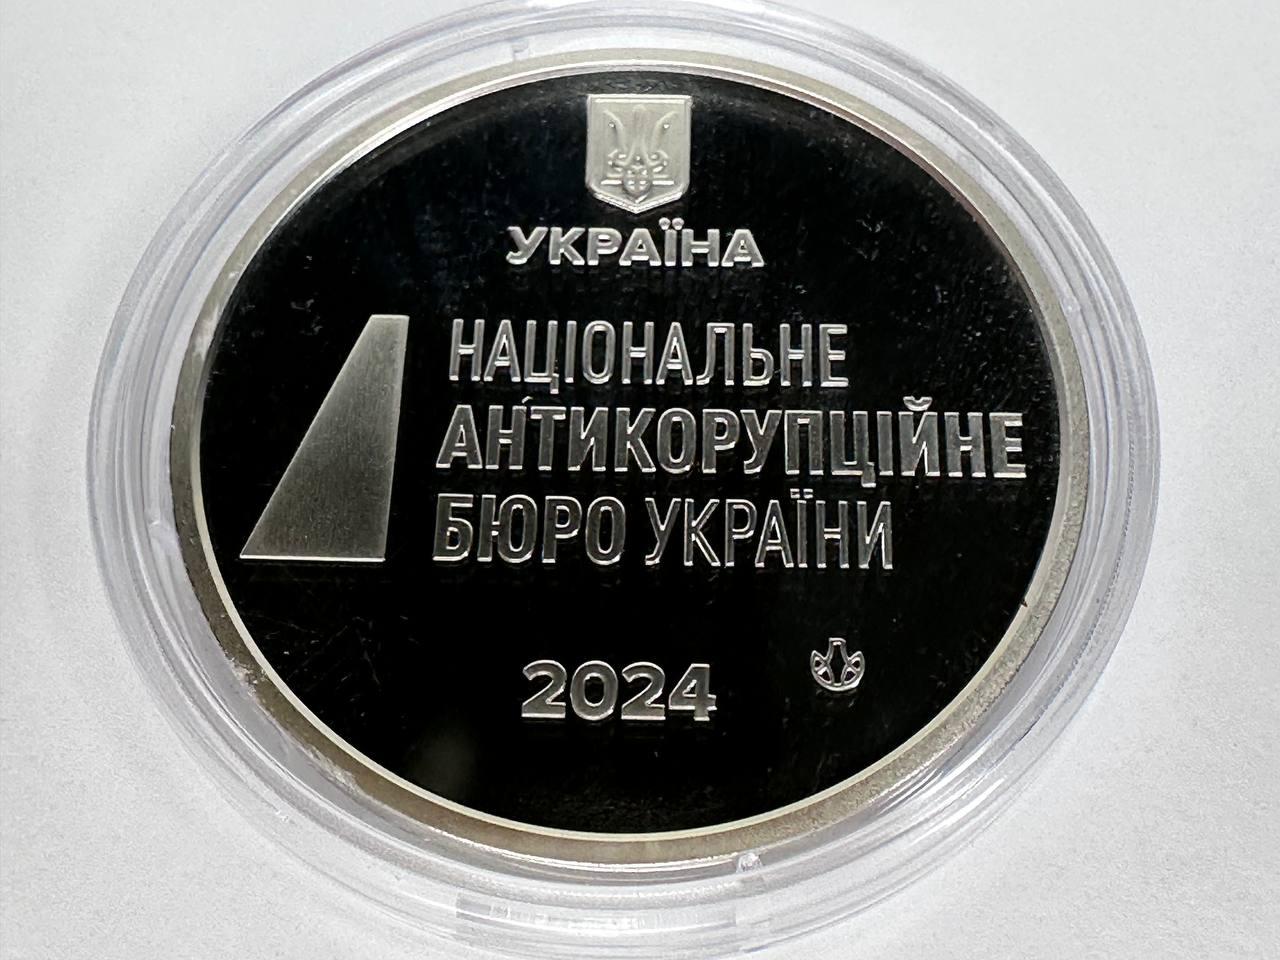 УКРАЇНА
НАЦІОНАЛЬНЕ
АНТИКОРУПЦІЙНЕ
БЮРО УКРАЇНИ
2024